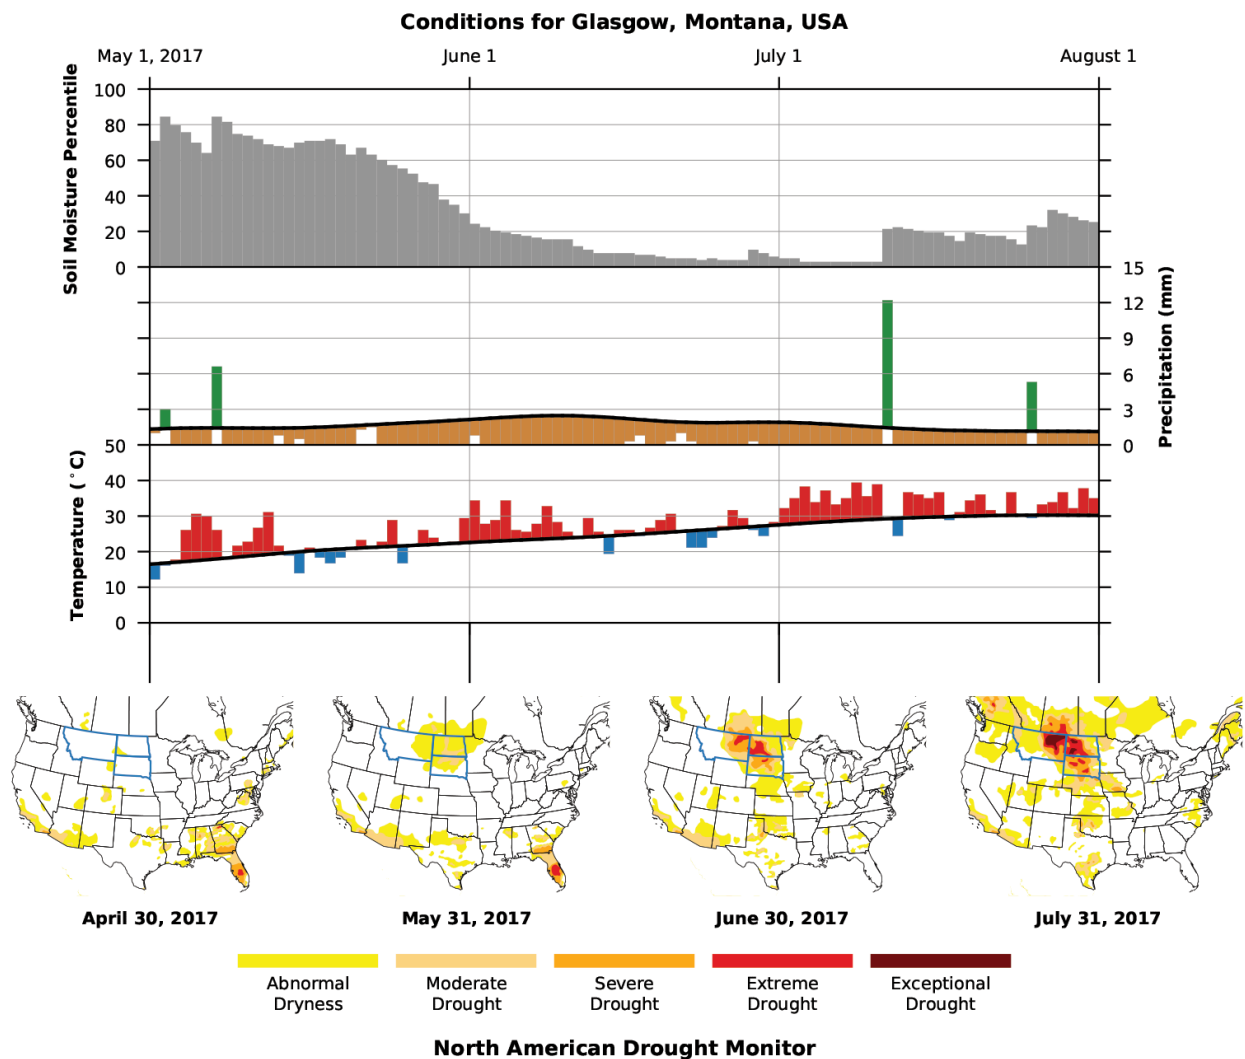 Conditions for Glasgow, Montana, USA
May 1, 2017 June 1 July 1 August 1
Soil Moisture Percentile
100
80
60
40
20
0
Precipitation (mm)
15
12
9
6
3
0
Temperature (°C)
50
40
30
20
10
0
April 30, 2017 May 31, 2017 June 30, 2017 July 31, 2017
Abnormal Moderate Severe Extreme Exceptional
Dryness Drought Drought Drought Drought
North American Drought Monitor